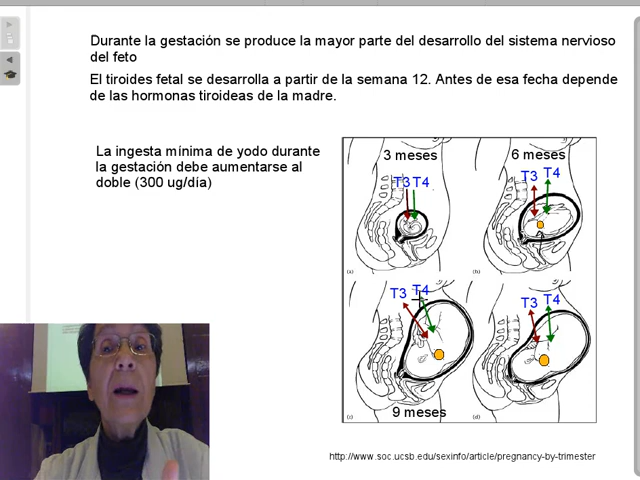 Durante la gestación se produce la mayor parte del desarrollo del sistema nervioso
del feto
El tiroides fetal se desarrolla a partir de la semana 12. Antes de esa fecha depende
de las hormonas tiroideas de la madre.
La ingesta mínima de yodo durante
la gestación debe aumentarse al
doble (300 ug/día)
3 meses
6 meses
T3 T4
T3 T4
(a)
(b)
T3 T4
T3 T4
(c)
(d)
9 meses
http://www.soc.ucsb.edu/sexinfo/article/pregnancy-by-trimester